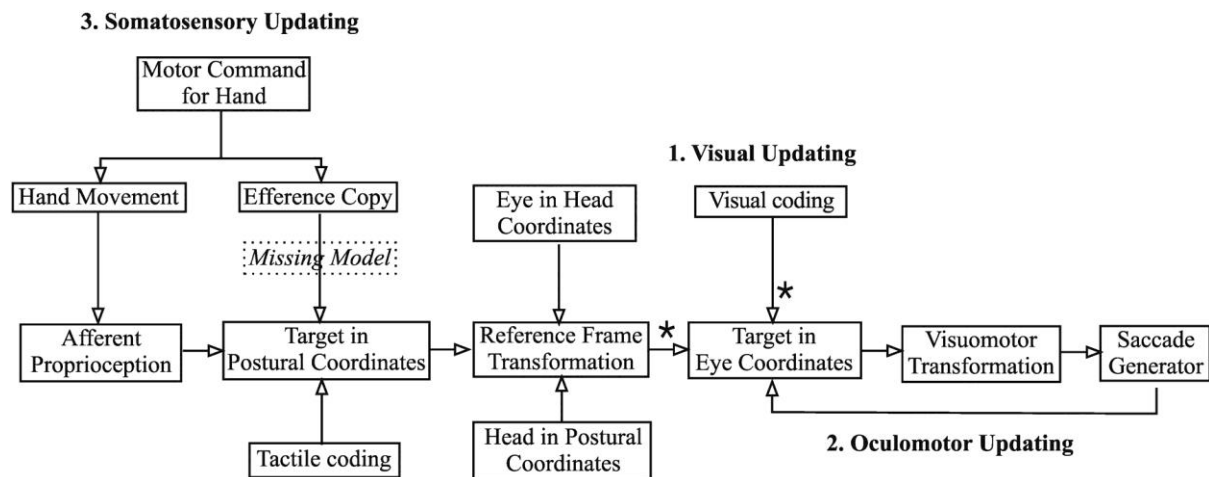 3. Somatosensory Updating
Motor Command
for Hand
1. Visual Updating
Hand Movement
Efference Copy
Eye in Head
Coordinates
Visual coding
Missing Model
*
*
Afferent
Proprioception
Target in
Postural Coordinates
Reference Frame
Transformation
Target in
Eye Coordinates
Visuomotor
Transformation
Saccade
Generator
Tactile coding
Head in Postural
Coordinates
2. Oculomotor Updating